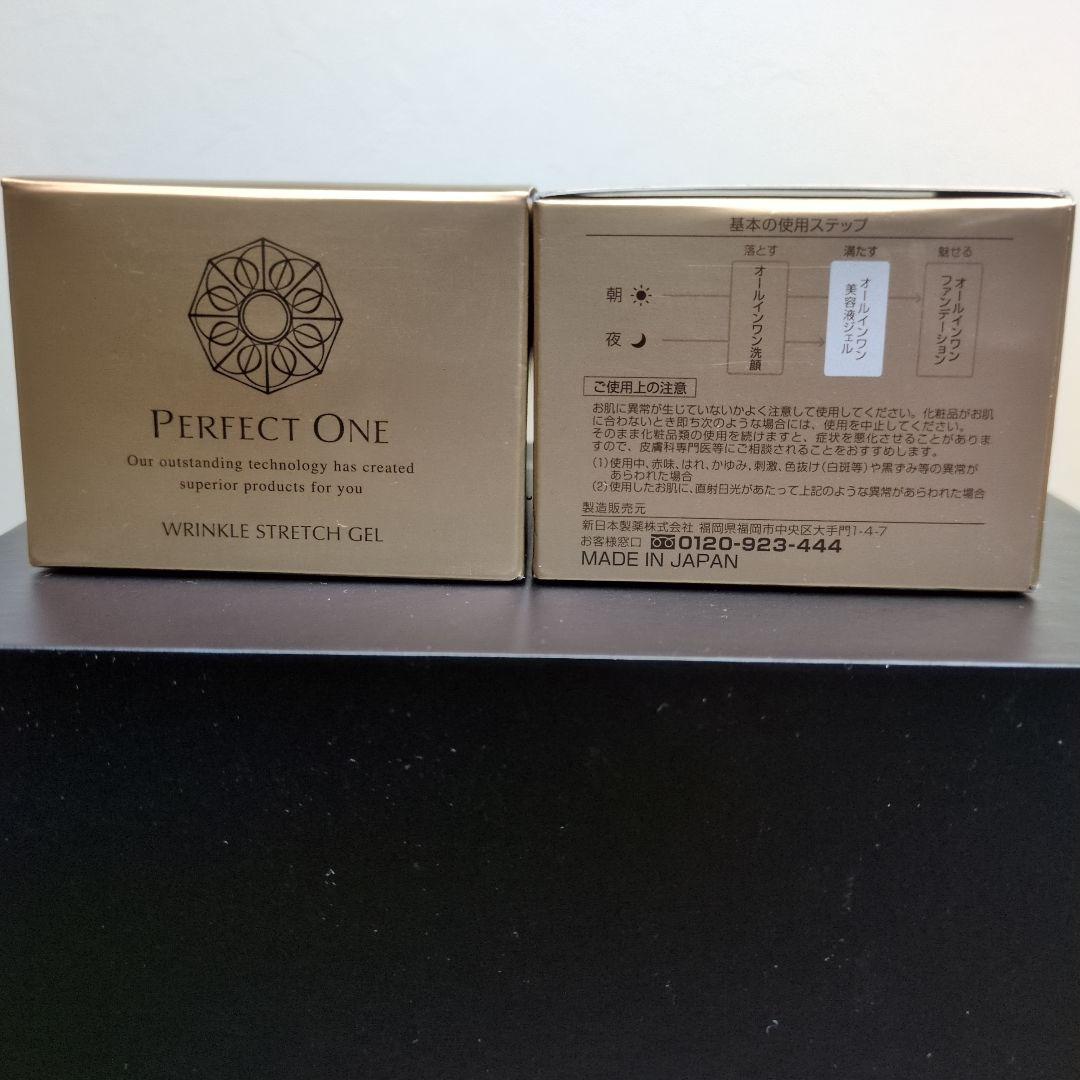 PERFECT ONE
Our outstanding technology has created
superior products for you
WRINKLE STRETCH GEL
基本の使用ステップ
落とす
満たす
魅せる
朝
夜
オールインワン洗顔
オールインワン
美容液ジェル
オールインワン
ファンデーション
ご使用上の注意
お肌に異常が生じていないかよく注意して使用してください。化粧品がお肌
に合わないとき即ち次のような場合には、使用を中止してください。
そのまま化粧品類の使用を続けますと、症状を悪化させることがありま
すので、皮膚科専門医等にご相談されることをおすすめします。
(1)使用中、赤味、はれ、かゆみ、刺激、色抜け(白斑等)や黒ずみ等の異常が
あらわれた場合
(2)使用したお肌に、直射日光があたって上記のような異常があらわれた場合
製造販売元
新日本製薬株式会社 福岡県福岡市中央区大手門1-4-7
お客様窓口 0120-923-444
MADE IN JAPAN